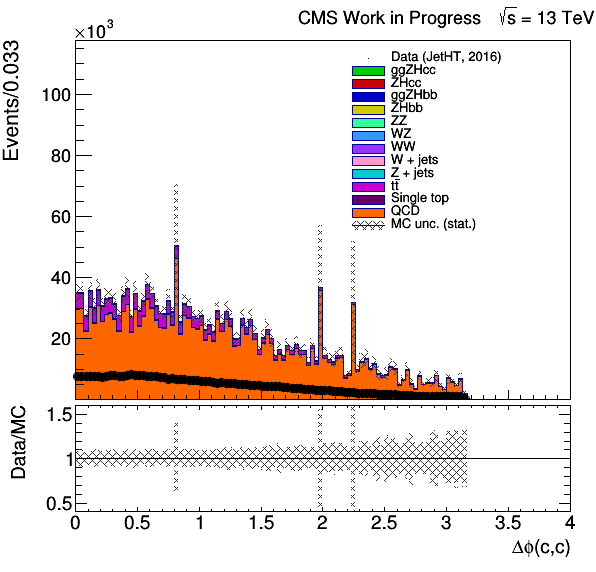 CMS Work in Progress √s = 13 TeV
×10³
Events/0.033
100
80
60
40
20
Data (JetHT, 2016)
ggZHcc
ZHcc
ggZHbb
ZHbb
ZZ
WZ
WW
W + jets
Z + jets
tt̄
Single top
QCD
MC unc. (stat.)
Data/MC
1.5
1
0.5
0 0.5 1 1.5 2 2.5 3 3.5 4
Δϕ(c,c)